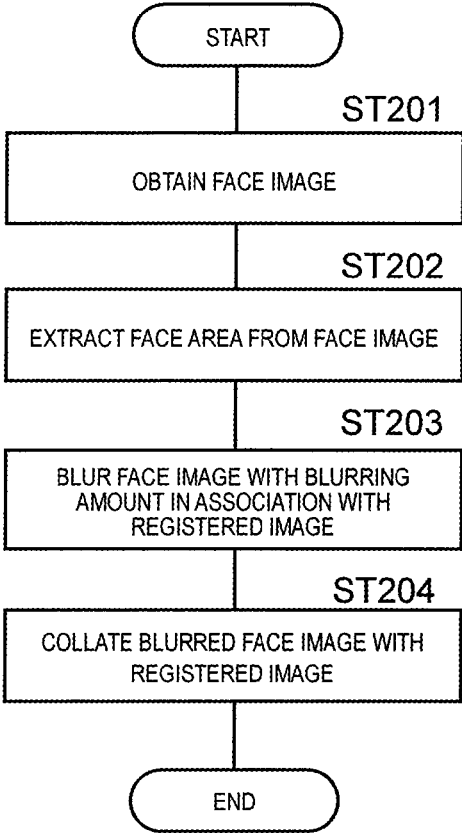 START
ST201
OBTAIN FACE IMAGE
ST202
EXTRACT FACE AREA FROM FACE IMAGE
ST203
BLUR FACE IMAGE WITH BLURRING
AMOUNT IN ASSOCIATION WITH
REGISTERED IMAGE
ST204
COLLATE BLURRED FACE IMAGE WITH
REGISTERED IMAGE
END